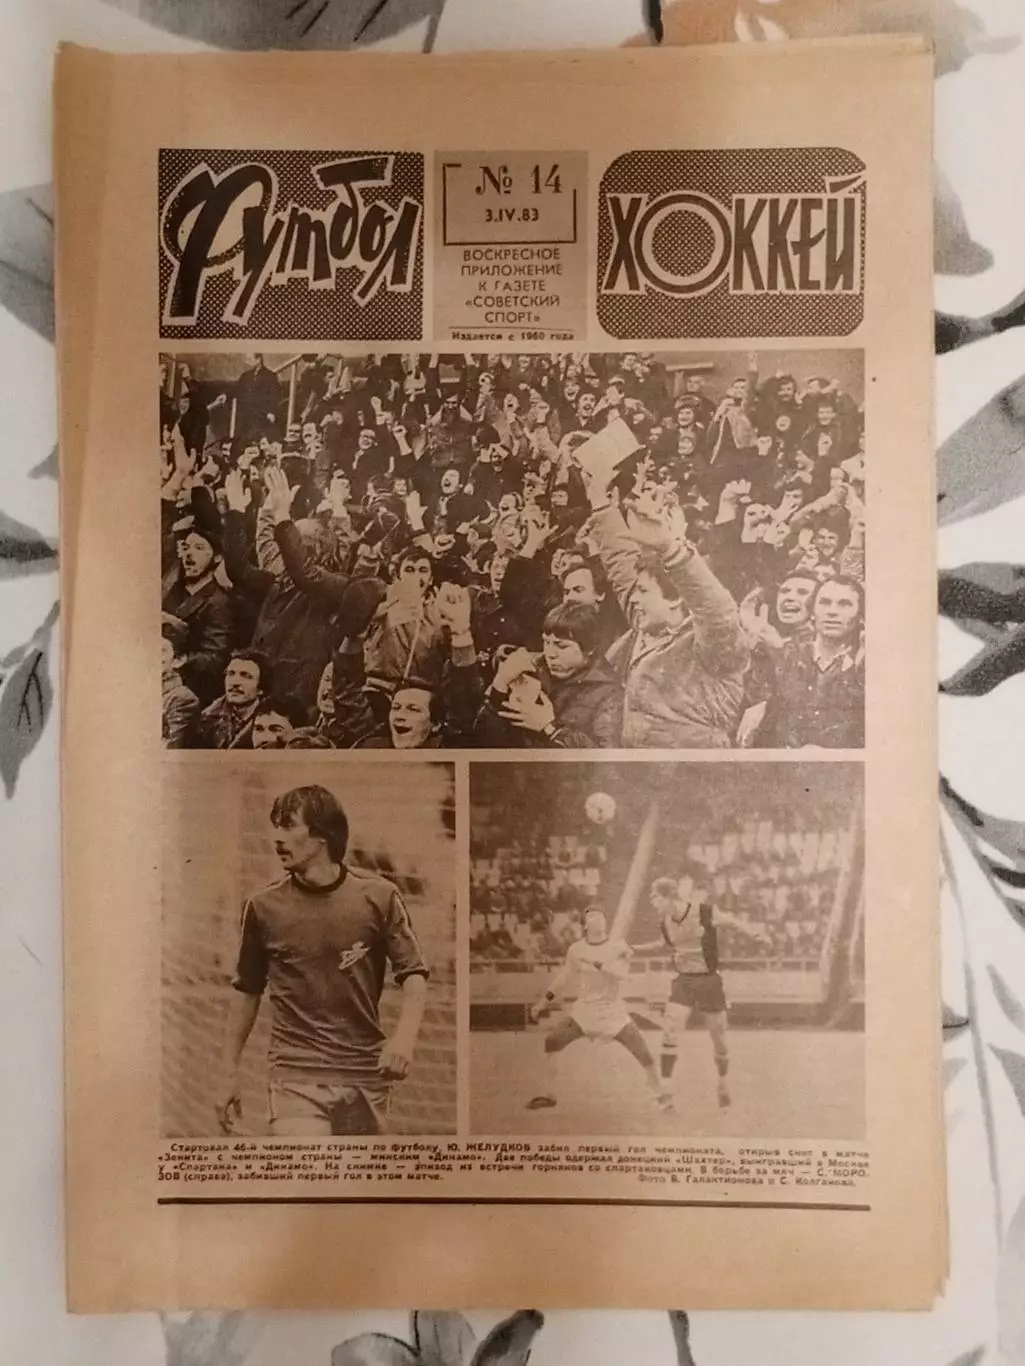 Футбол
№ 14
3.IV.83
ВОСКРЕСНОЕ
ПРИЛОЖЕНИЕ
К ГАЗЕТЕ
«СОВЕТСКИЙ
СПОРТ»
Издается с 1960 года
ХОККЕЙ
Стартовал 46-й чемпионат страны по футболу. Ю. ЖЕЛУДКОВ забил первый гол чемпионата, открыв счет в матче
«Зенита» с чемпионом страны — минским «Динамо». Две победы одержал донецкий «Шахтер», выигравший в Москве
у «Спартака» и «Динамо». На снимке — эпизод из встречи горняков со спартаковцами. В борьбе за мяч — С. МОРО-
ЗОВ (справа), забивший первый гол в этом матче.
Фото В. Галактионова и С. Колганова.